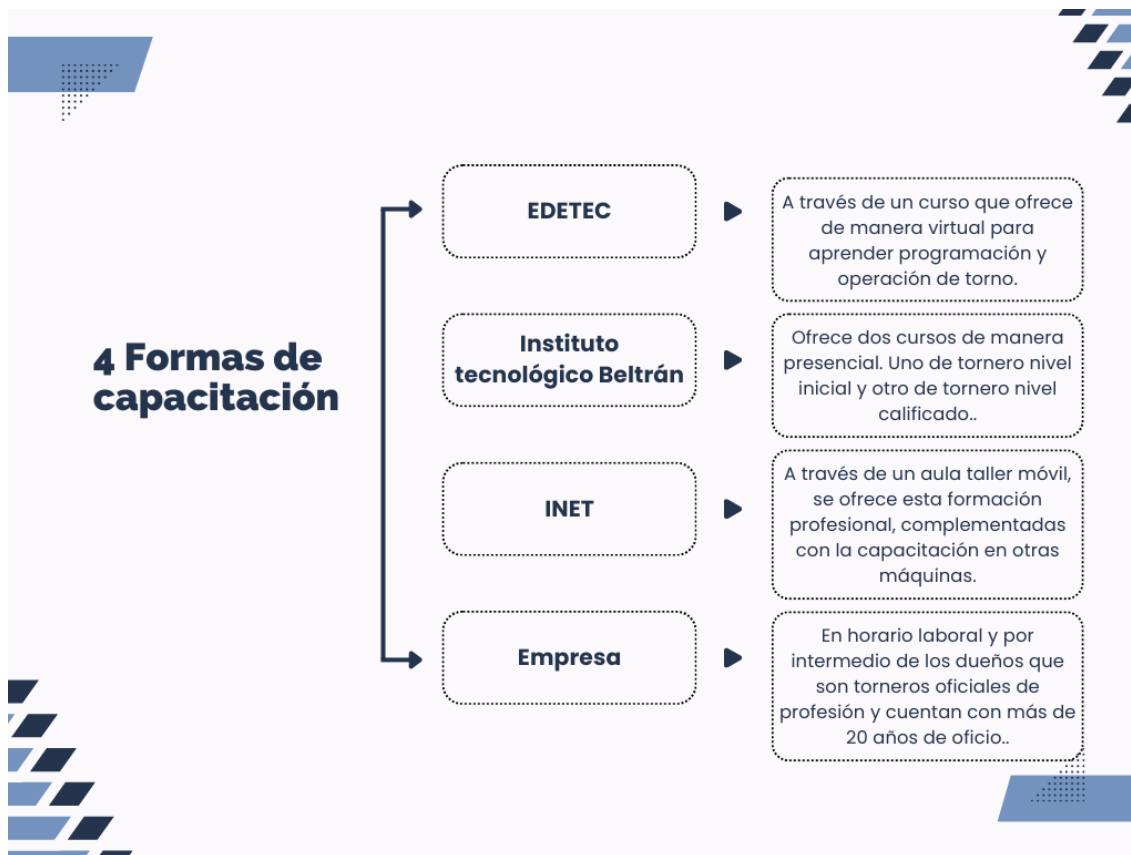 4 Formas de
capacitación
EDETEC
A través de un curso que ofrece
de manera virtual para
aprender programación y
operación de torno.
Instituto
tecnológico Beltrán
Ofrece dos cursos de manera
presencial. Uno de tornero nivel
inicial y otro de tornero nivel
calificado..
INET
A través de un aula taller móvil,
se ofrece esta formación
profesional, complementadas
con la capacitación en otras
máquinas.
Empresa
En horario laboral y por
intermedio de los dueños que
son torneros oficiales de
profesión y cuentan con más de
20 años de oficio..